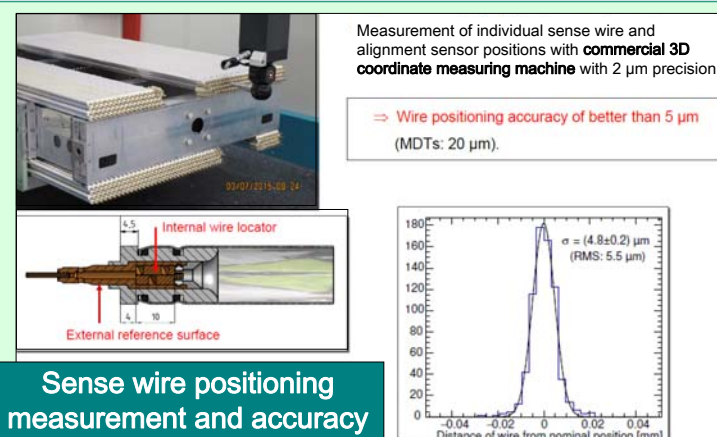 Measurement of individual sense wire and
alignment sensor positions with commercial 3D
coordinate measuring machine with 2 µm precision
⇒ Wire positioning accuracy of better than 5 µm
(MDTs: 20 µm).
03/07/2015 08 24
4,5
Internal wire locator
4
10
External reference surface
Sense wire positioning
measurement and accuracy
σ = (4.8±0.2) µm
(RMS: 5.5 µm)
180
160
140
120
100
80
60
40
20
0
-0.04 -0.02 0 0.02 0.04
Distance of wire from nominal position [mm]